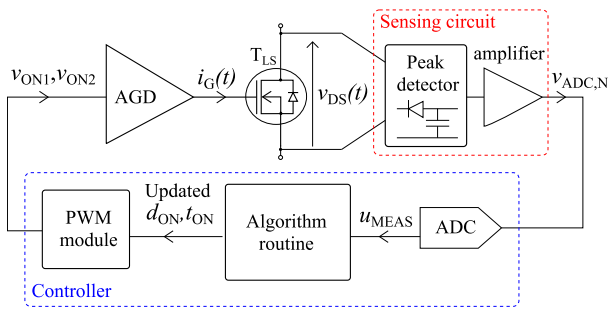 Sensing circuit
v_ON1,v_ON2
AGD
i_G(t)
T_LS
v_DS(t)
Peak
detector
amplifier
v_ADC,N
PWM
module
Updated
d_ON,t_ON
Algorithm
routine
u_MEAS
ADC
Controller